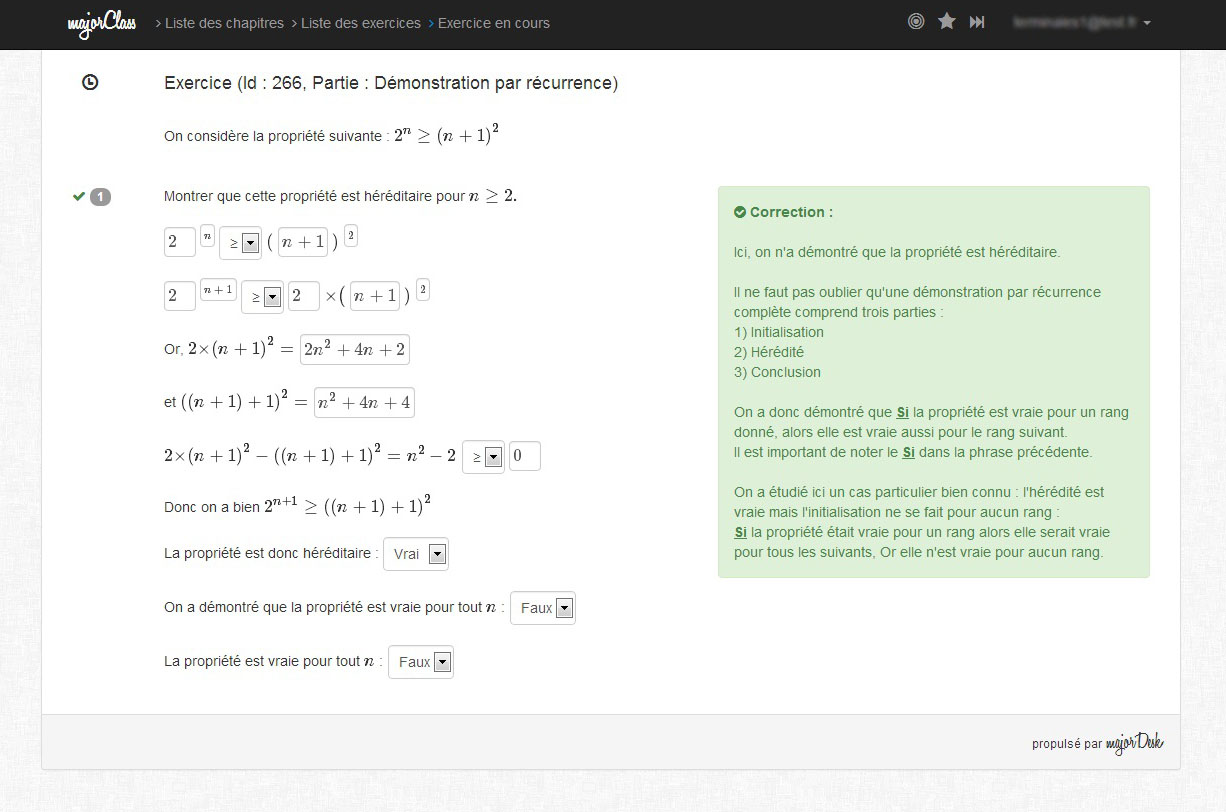 majorClass > Liste des chapitres > Liste des exercices > Exercice en cours
Exercice (Id : 266, Partie : Démonstration par récurrence)
On considère la propriété suivante : 2^n ≥ (n + 1)^2
1 Montrer que cette propriété est héréditaire pour n ≥ 2.
2 n ≥ ( n + 1 ) 2
2 n + 1 ≥ 2 ×( n + 1 ) 2
Or, 2×(n + 1)^2 = 2n^2 + 4n + 2
et ((n + 1) + 1)^2 = n^2 + 4n + 4
2×(n + 1)^2 − ((n + 1) + 1)^2 = n^2 − 2 ≥ 0
Donc on a bien 2^{n+1} ≥ ((n + 1) + 1)^2
La propriété est donc héréditaire : Vrai
On a démontré que la propriété est vraie pour tout n : Faux
La propriété est vraie pour tout n : Faux
Correction :
Ici, on n'a démontré que la propriété est héréditaire.
Il ne faut pas oublier qu'une démonstration par récurrence
complète comprend trois parties :
1) Initialisation
2) Hérédité
3) Conclusion
On a donc démontré que Si la propriété est vraie pour un rang
donné, alors elle est vraie aussi pour le rang suivant.
Il est important de noter le Si dans la phrase précédente.
On a étudié ici un cas particulier bien connu : l'hérédité est
vraie mais l'initialisation ne se fait pour aucun rang :
Si la propriété était vraie pour un rang alors elle serait vraie
pour tous les suivants, Or elle n'est vraie pour aucun rang.
propulsé par majorDesk